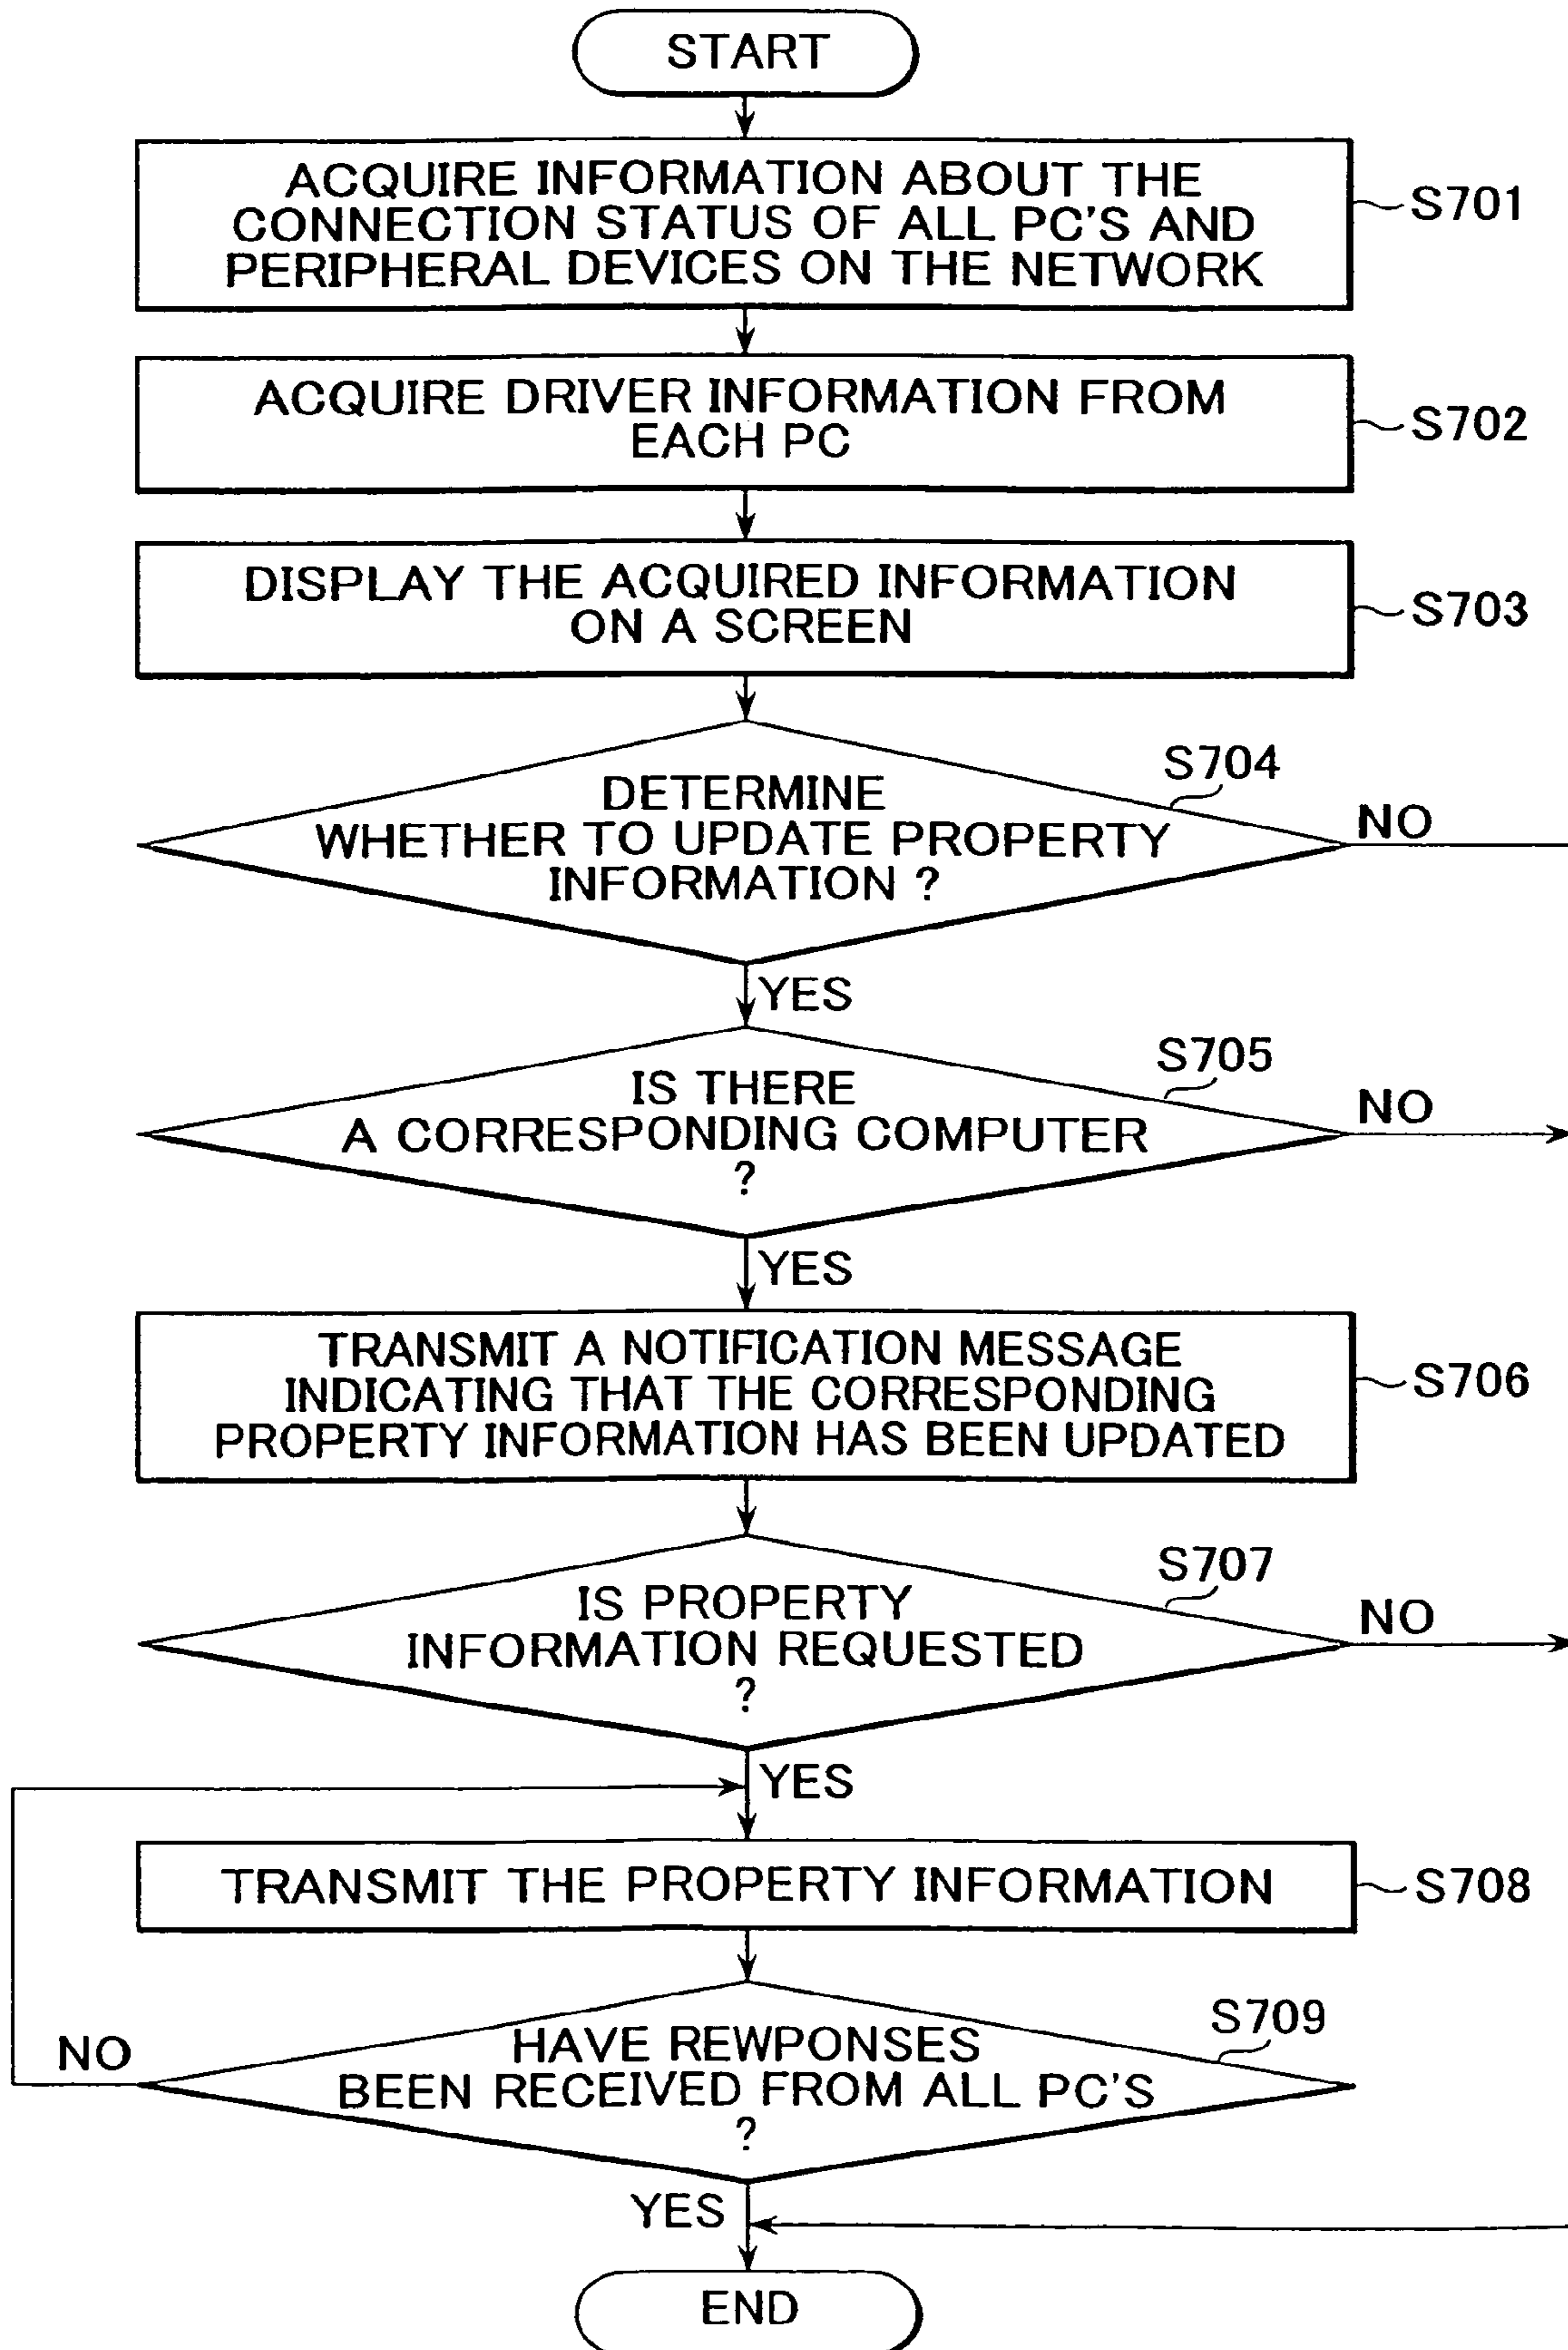 START
ACQUIRE INFORMATION ABOUT THE
CONNECTION STATUS OF ALL PC'S AND
PERIPHERAL DEVICES ON THE NETWORK
S701
ACQUIRE DRIVER INFORMATION FROM
EACH PC
S702
DISPLAY THE ACQUIRED INFORMATION
ON A SCREEN
S703
S704
DETERMINE
WHETHER TO UPDATE PROPERTY
INFORMATION ?
NO
YES
S705
IS THERE
A CORRESPONDING COMPUTER
?
NO
YES
TRANSMIT A NOTIFICATION MESSAGE
INDICATING THAT THE CORRESPONDING
PROPERTY INFORMATION HAS BEEN UPDATED
S706
S707
IS PROPERTY
INFORMATION REQUESTED
?
NO
YES
TRANSMIT THE PROPERTY INFORMATION
S708
S709
HAVE REWPONSES
BEEN RECEIVED FROM ALL PC'S
?
NO
YES
END